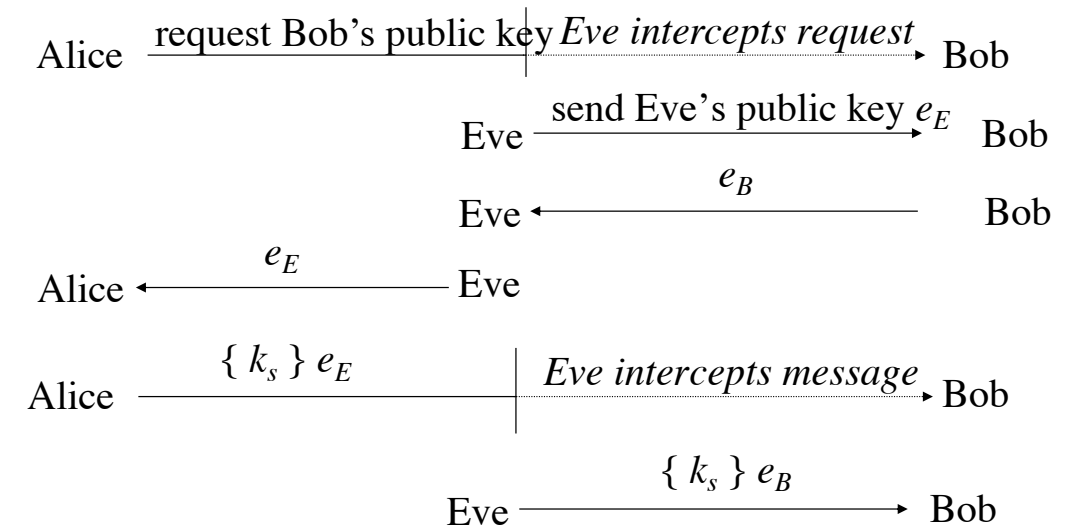 Alice request Bob's public key Eve intercepts request Bob
Eve send Eve's public key e_E Bob
Eve e_B Bob
Alice e_E Eve
Alice { k_s } e_E Eve intercepts message Bob
Eve { k_s } e_B Bob